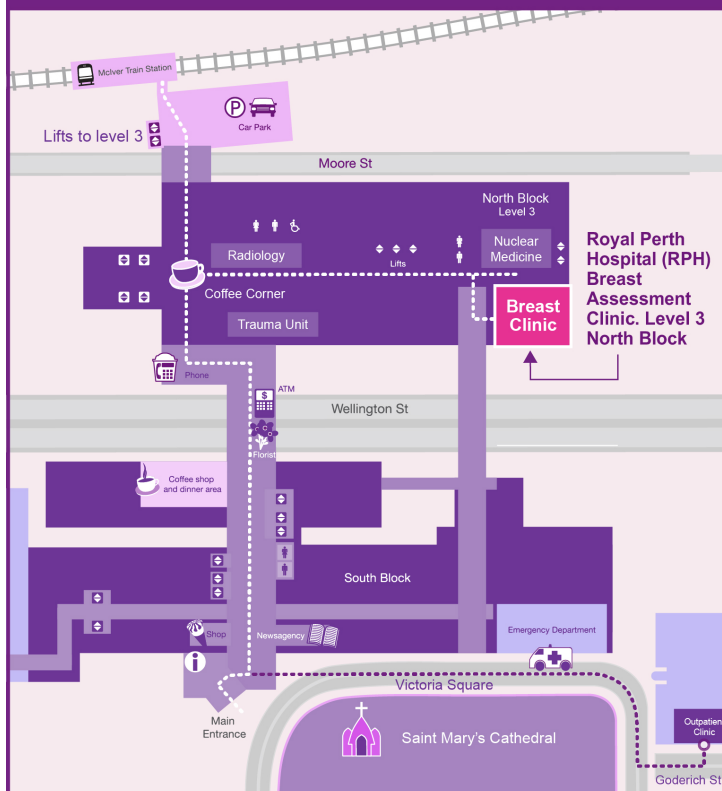 McIver Train Station
P
Car Park
Lifts to level 3
Moore St
North Block
Level 3
Radiology
Lifts
Nuclear
Medicine
Royal Perth
Hospital (RPH)
Breast
Assessment
Clinic. Level 3
North Block
Coffee Corner
Breast
Clinic
Trauma Unit
Phone
ATM
$
Wellington St
Florist
Coffee shop
and dinner area
South Block
Shop
Newsagency
Emergency Department
i
Victoria Square
Main
Entrance
Saint Mary's Cathedral
Outpatien
Clinic
Goderich St